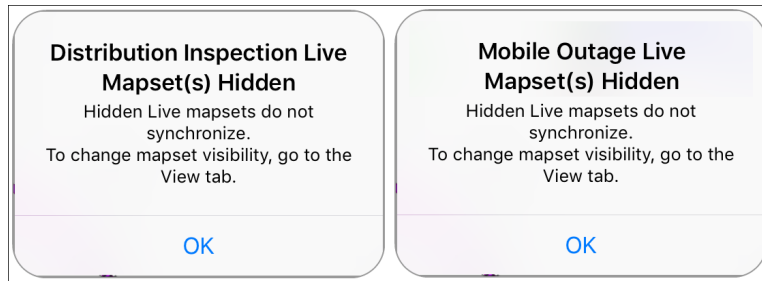 Distribution Inspection Live
Mapset(s) Hidden
Hidden Live mapsets do not
synchronize.
To change mapset visibility, go to the
View tab.
OK
Mobile Outage Live
Mapset(s) Hidden
Hidden Live mapsets do not
synchronize.
To change mapset visibility, go to the
View tab.
OK